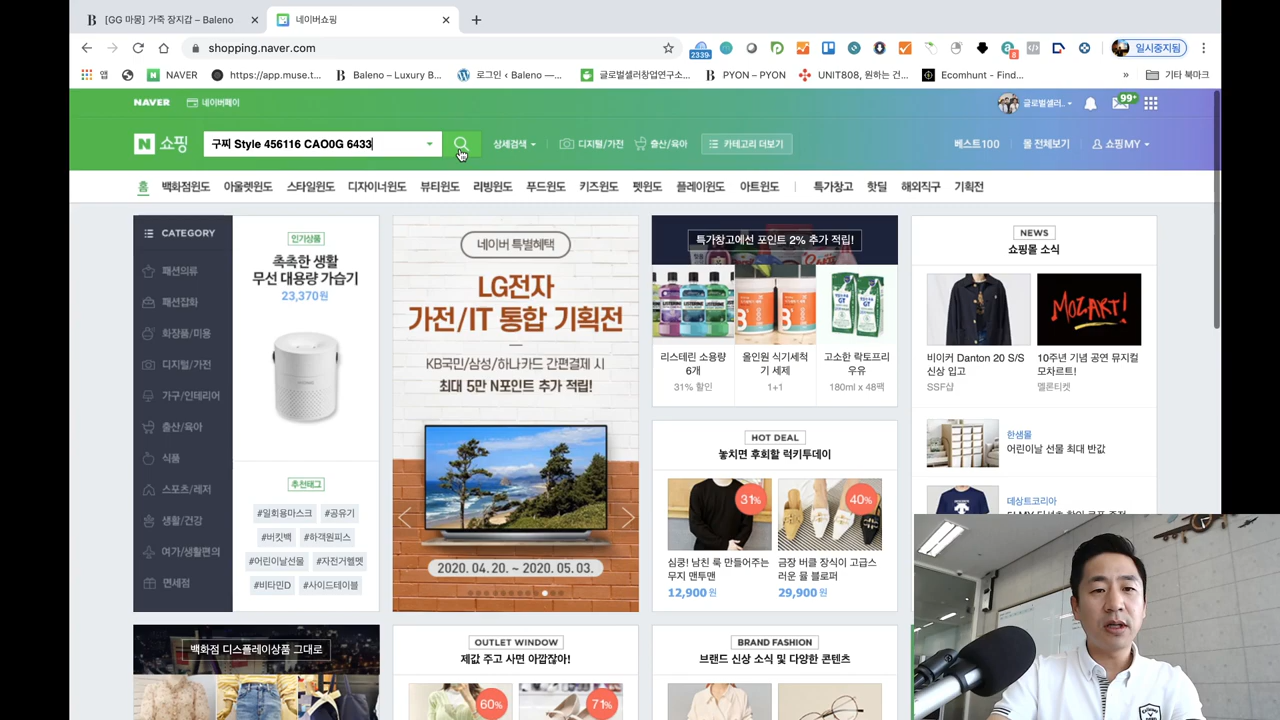 [GG 마몽] 가죽 장지갑 – Baleno
네이버쇼핑
shopping.naver.com
2339
8
일시중지됨
앱
NAVER
https://app.muse.t...
Baleno – Luxury B...
로그인 ‹ Baleno —...
글로벌셀러창업연구소...
PYON – PYON
UNIT808, 원하는 건...
Ecomhunt - Find...
»
기타 북마크
NAVER
네이버페이
글로벌셀러..
99+
N 쇼핑
구찌 Style 456116 CAO0G 6433
상세검색
디지털/가전
출산/육아
카테고리 더보기
베스트100
몰 전체보기
쇼핑MY
홈
백화점윈도
아울렛윈도
스타일윈도
디자이너윈도
뷰티윈도
리빙윈도
푸드윈도
키즈윈도
펫윈도
플레이윈도
아트윈도
특가창고
핫딜
해외직구
기획전
CATEGORY
패션의류
패션잡화
화장품/미용
디지털/가전
가구/인테리어
출산/육아
식품
스포츠/레저
생활/건강
여가/생활편의
면세점
인기상품
촉촉한 생활
무선 대용량 가습기
23,370원
추천태그
#일회용마스크
#공유기
#버킷백
#하객원피스
#어린이날선물
#자전거헬멧
#비타민D
#사이드테이블
네이버 특별혜택
LG전자
가전/IT 통합 기획전
KB국민/삼성/하나카드 간편결제 시
최대 5만 N포인트 추가 적립!
2020. 04. 20. ~ 2020. 05. 03.
특가창고에선 포인트 2% 추가 적립!
리스테린 소용량
6개
31% 할인
올인원 식기세척
기 세제
1+1
고소한 락토프리
우유
180ml x 48팩
HOT DEAL
놓치면 후회할 럭키투데이
31%
심쿵! 남친 룩 만들어주는
무지 맨투맨
12,900원
40%
금장 버클 장식이 고급스
러운 뮬 블로퍼
29,900원
NEWS
쇼핑몰 소식
비이커 Danton 20 S/S
신상 입고
SSF샵
MOZART!
10주년 기념 공연 뮤지컬
모차르트!
멜론티켓
한샘몰
어린이날 선물 최대 반값
데상트코리아
백화점 디스플레이상품 그대로
OUTLET WINDOW
제값 주고 사면 아깝잖아!
60%
71%
BRAND FASHION
브랜드 신상 소식 및 다양한 콘텐츠